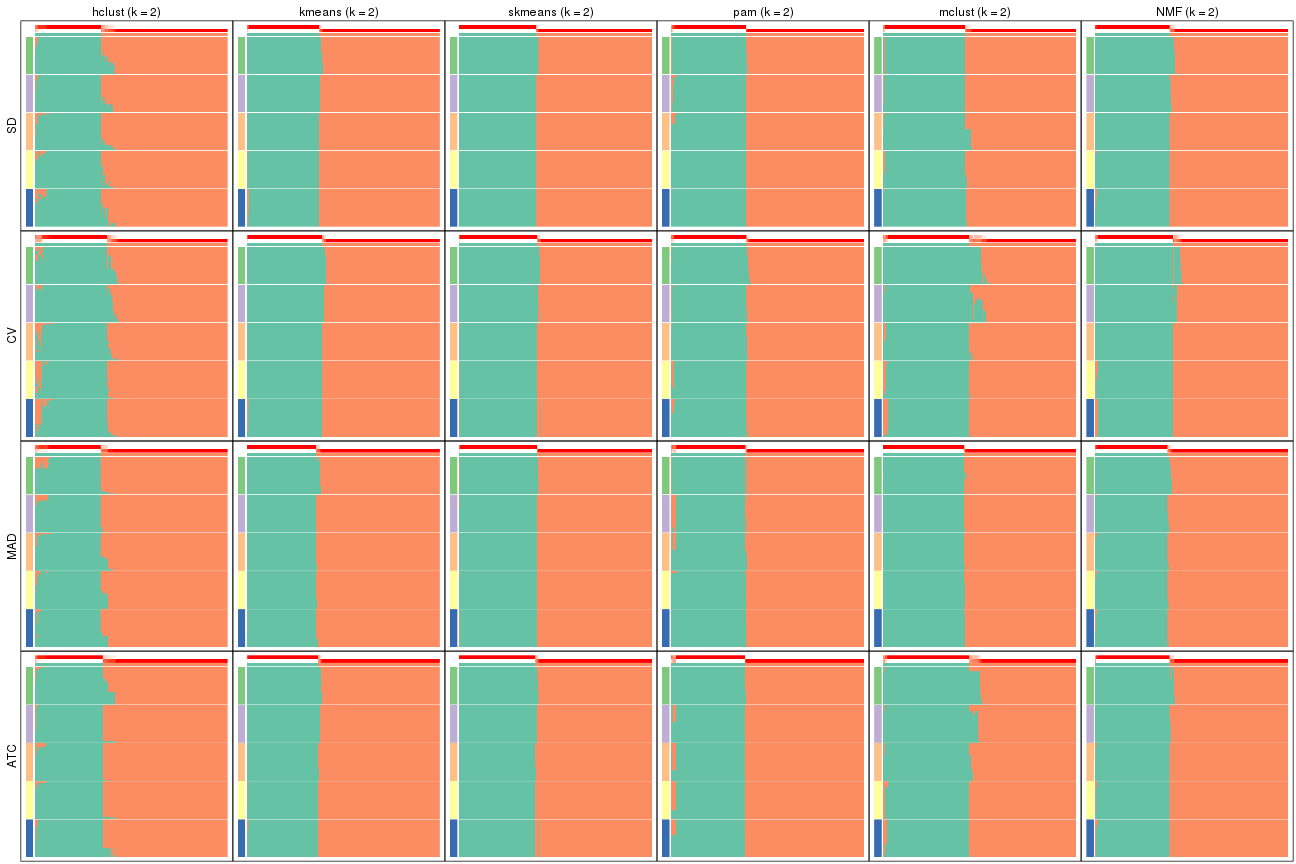 hclust (k = 2) kmeans (k = 2) skmeans (k = 2) pam (k = 2) mclust (k = 2) NMF (k = 2)
SD
CV
MAD
ATC